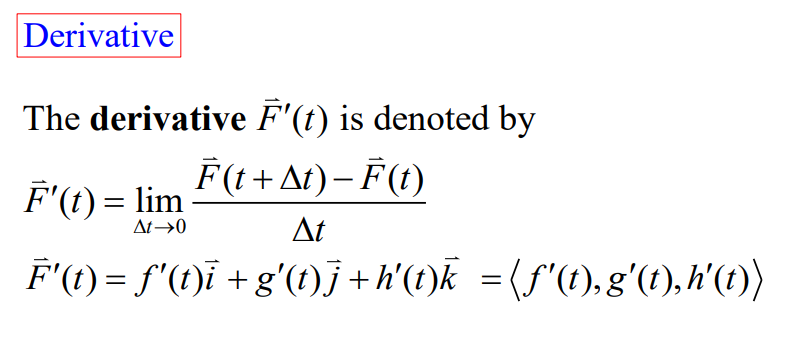 Derivative
The derivative F⃗'(t) is denoted by
F⃗'(t) = lim_{Δt→0} (F⃗(t + Δt) − F⃗(t)) / Δt
F⃗'(t) = f'(t)i⃗ + g'(t)j⃗ + h'(t)k⃗ = ⟨f'(t), g'(t), h'(t)⟩